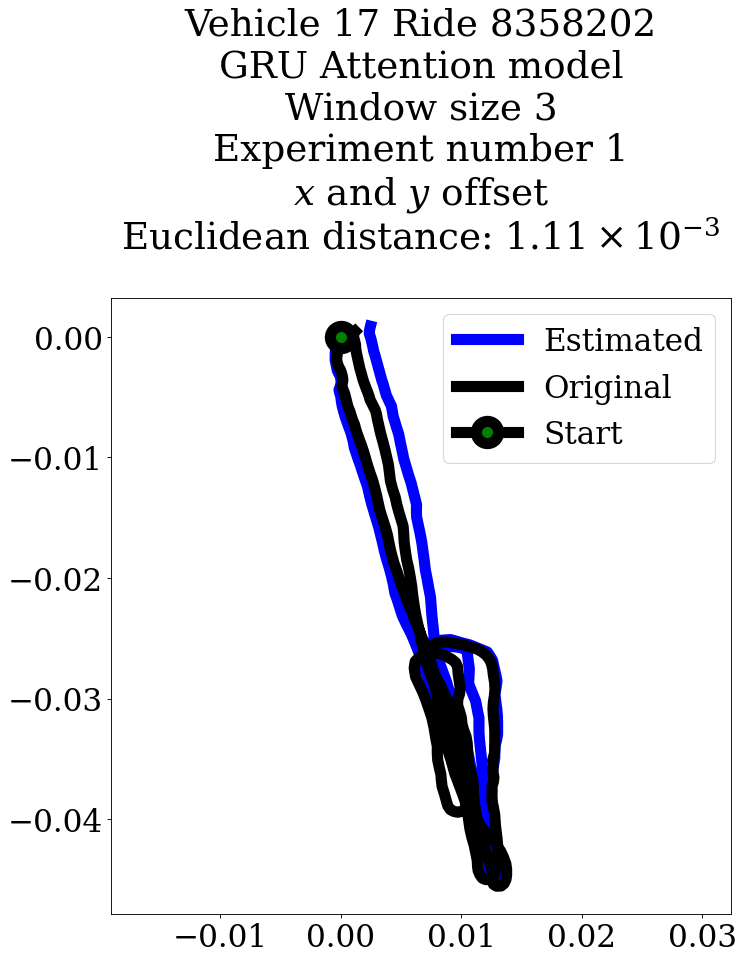 Vehicle 17 Ride 8358202
GRU Attention model
Window size 3
Experiment number 1
x and y offset
Euclidean distance: 1.11 × 10⁻³
Estimated
Original
Start
0.00
−0.01
−0.02
−0.03
−0.04
−0.01 0.00 0.01 0.02 0.03